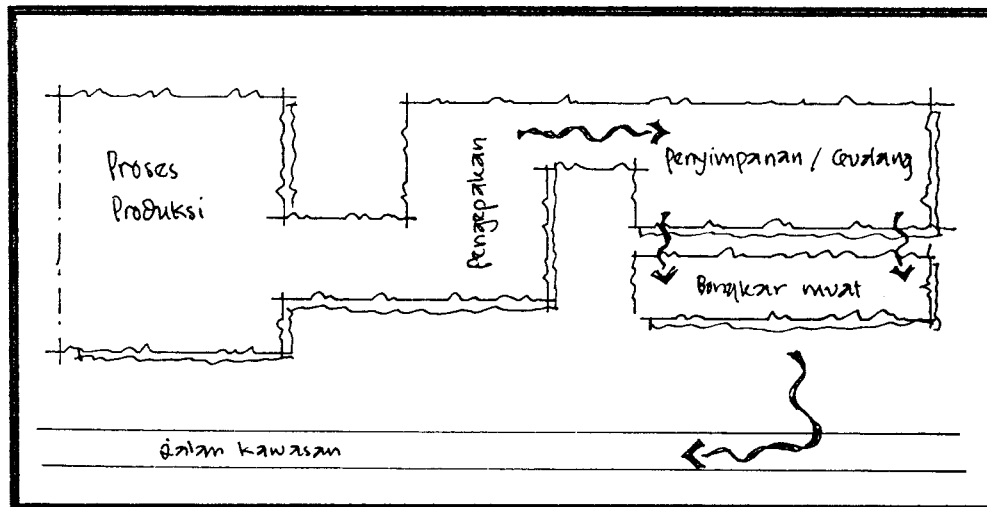 Proses
Produksi
pengepakan
penyimpanan / Gudang
Bongkar muat
jalan kawasan